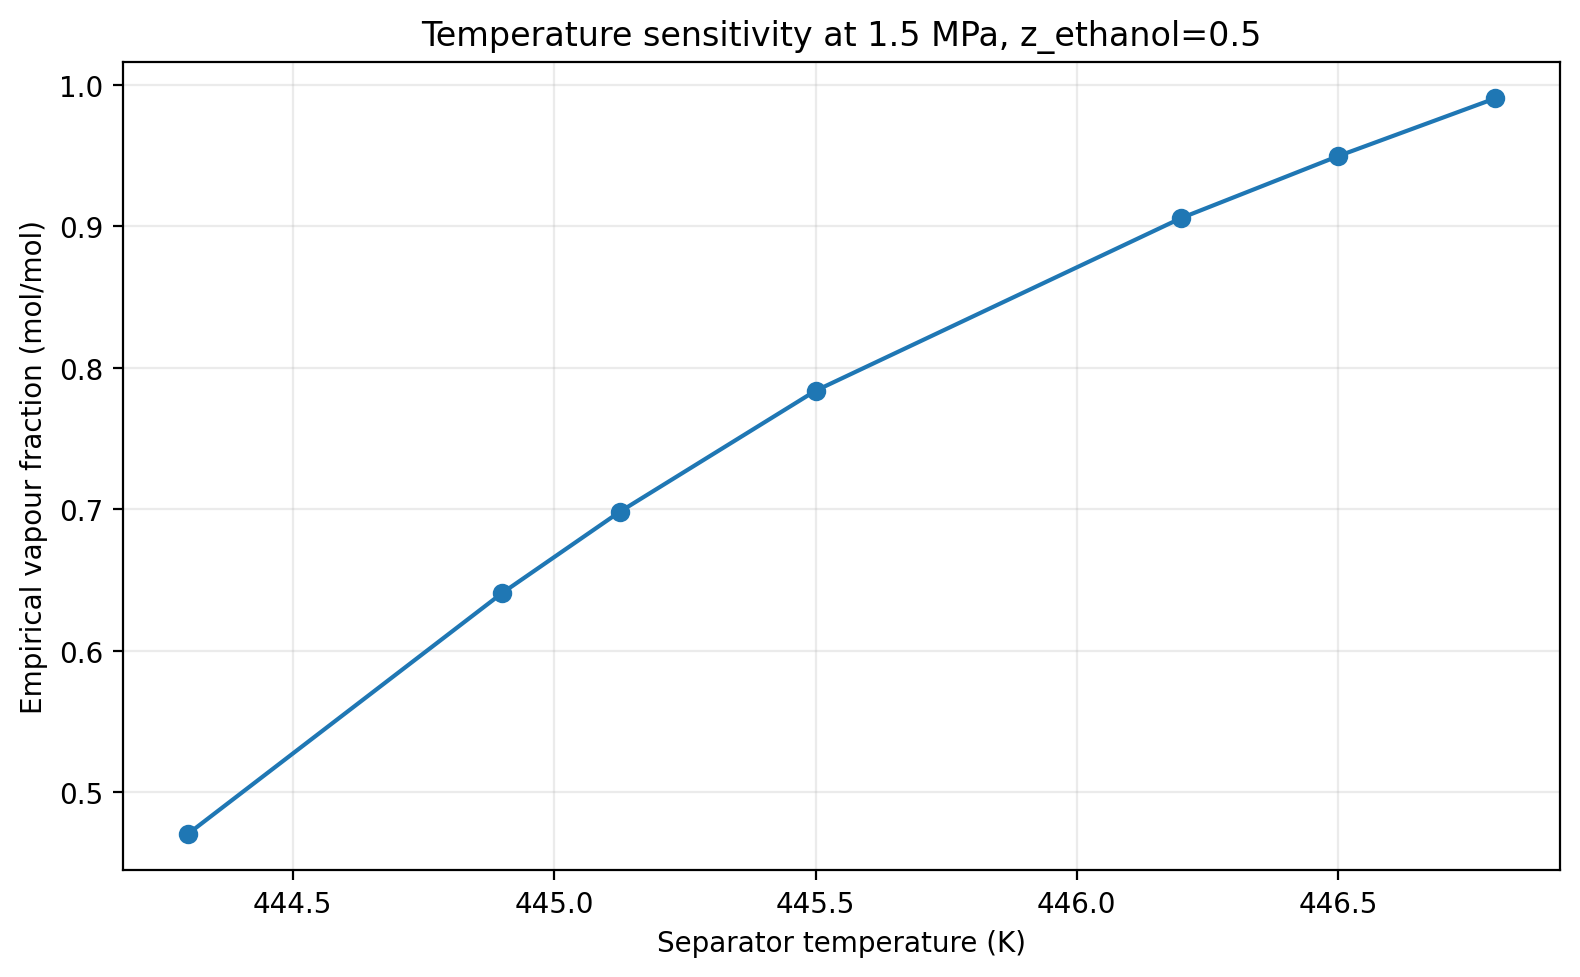 Temperature sensitivity at 1.5 MPa, z_ethanol=0.5
Empirical vapour fraction (mol/mol)
1.0
0.9
0.8
0.7
0.6
0.5
444.5 445.0 445.5 446.0 446.5
Separator temperature (K)